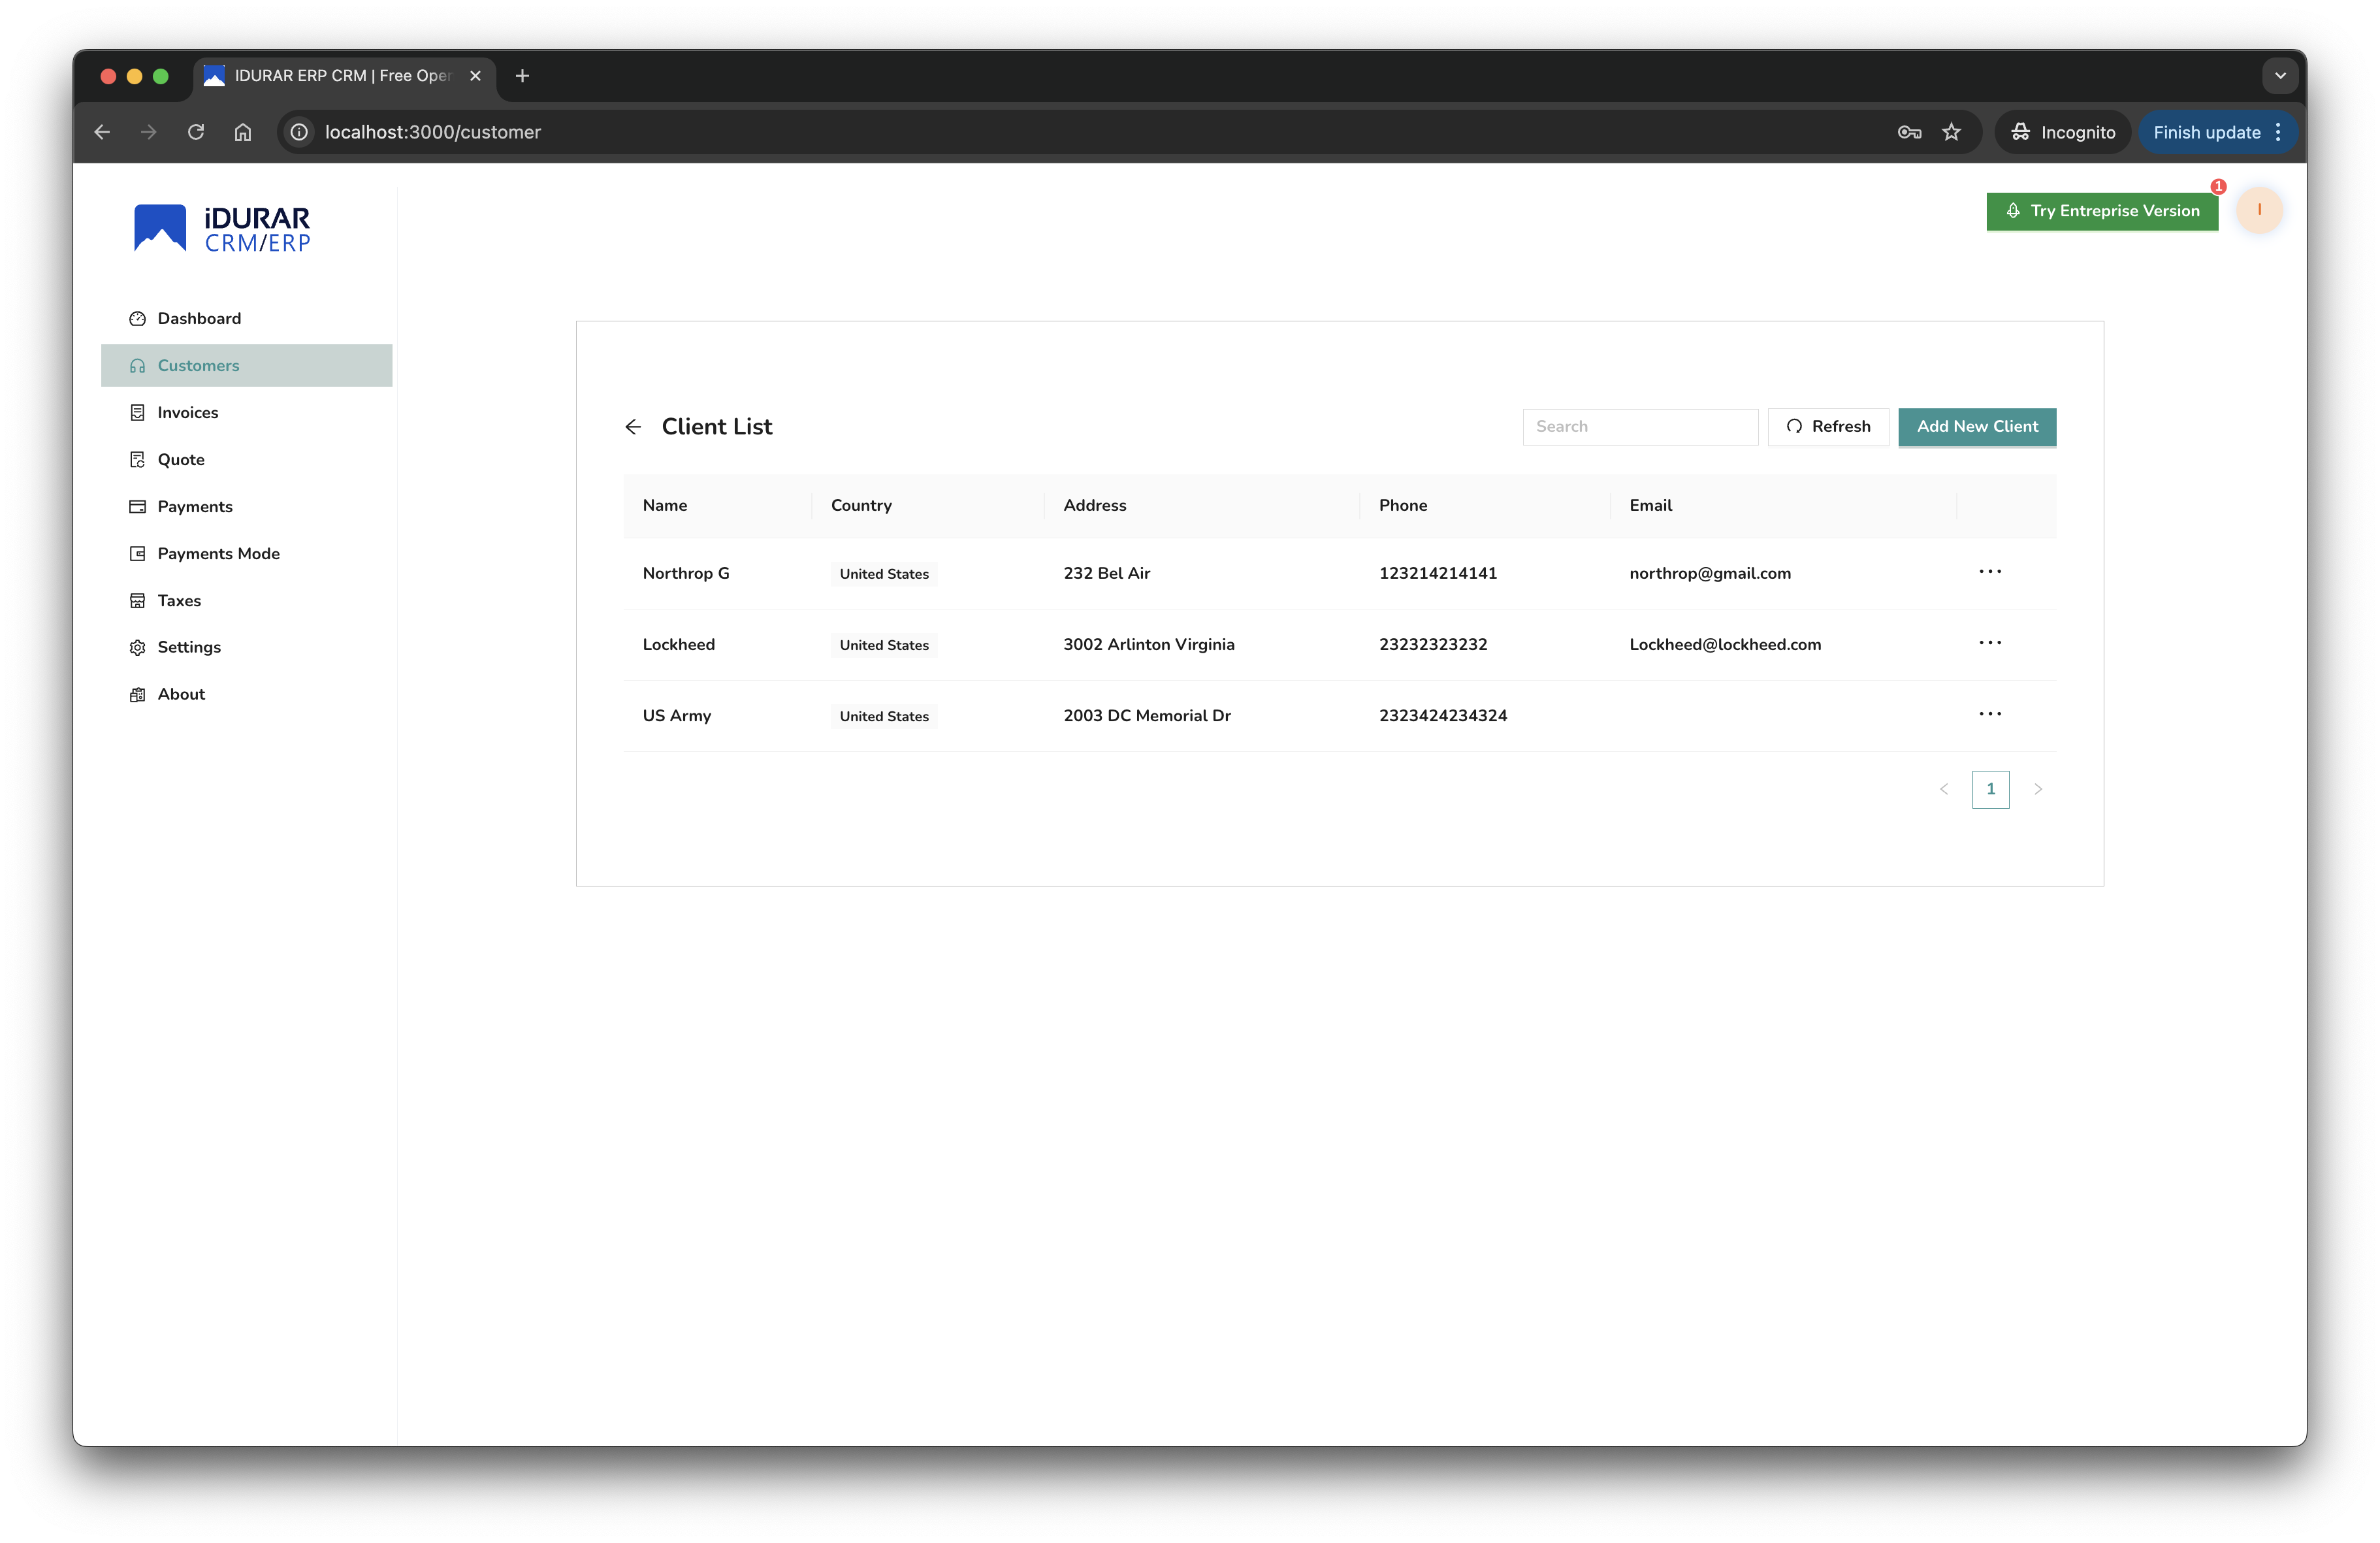 IDURAR ERP CRM | Free Oper
localhost:3000/customer
Incognito
Finish update
iDURAR
CRM/ERP
Try Entreprise Version
1
I
Dashboard
Customers
Invoices
Quote
Payments
Payments Mode
Taxes
Settings
About
Client List
Search
Refresh
Add New Client
Name Country Address Phone Email
Northrop G United States 232 Bel Air 123214214141 northrop@gmail.com
Lockheed United States 3002 Arlinton Virginia 23232323232 Lockheed@lockheed.com
US Army United States 2003 DC Memorial Dr 2323424234324
1